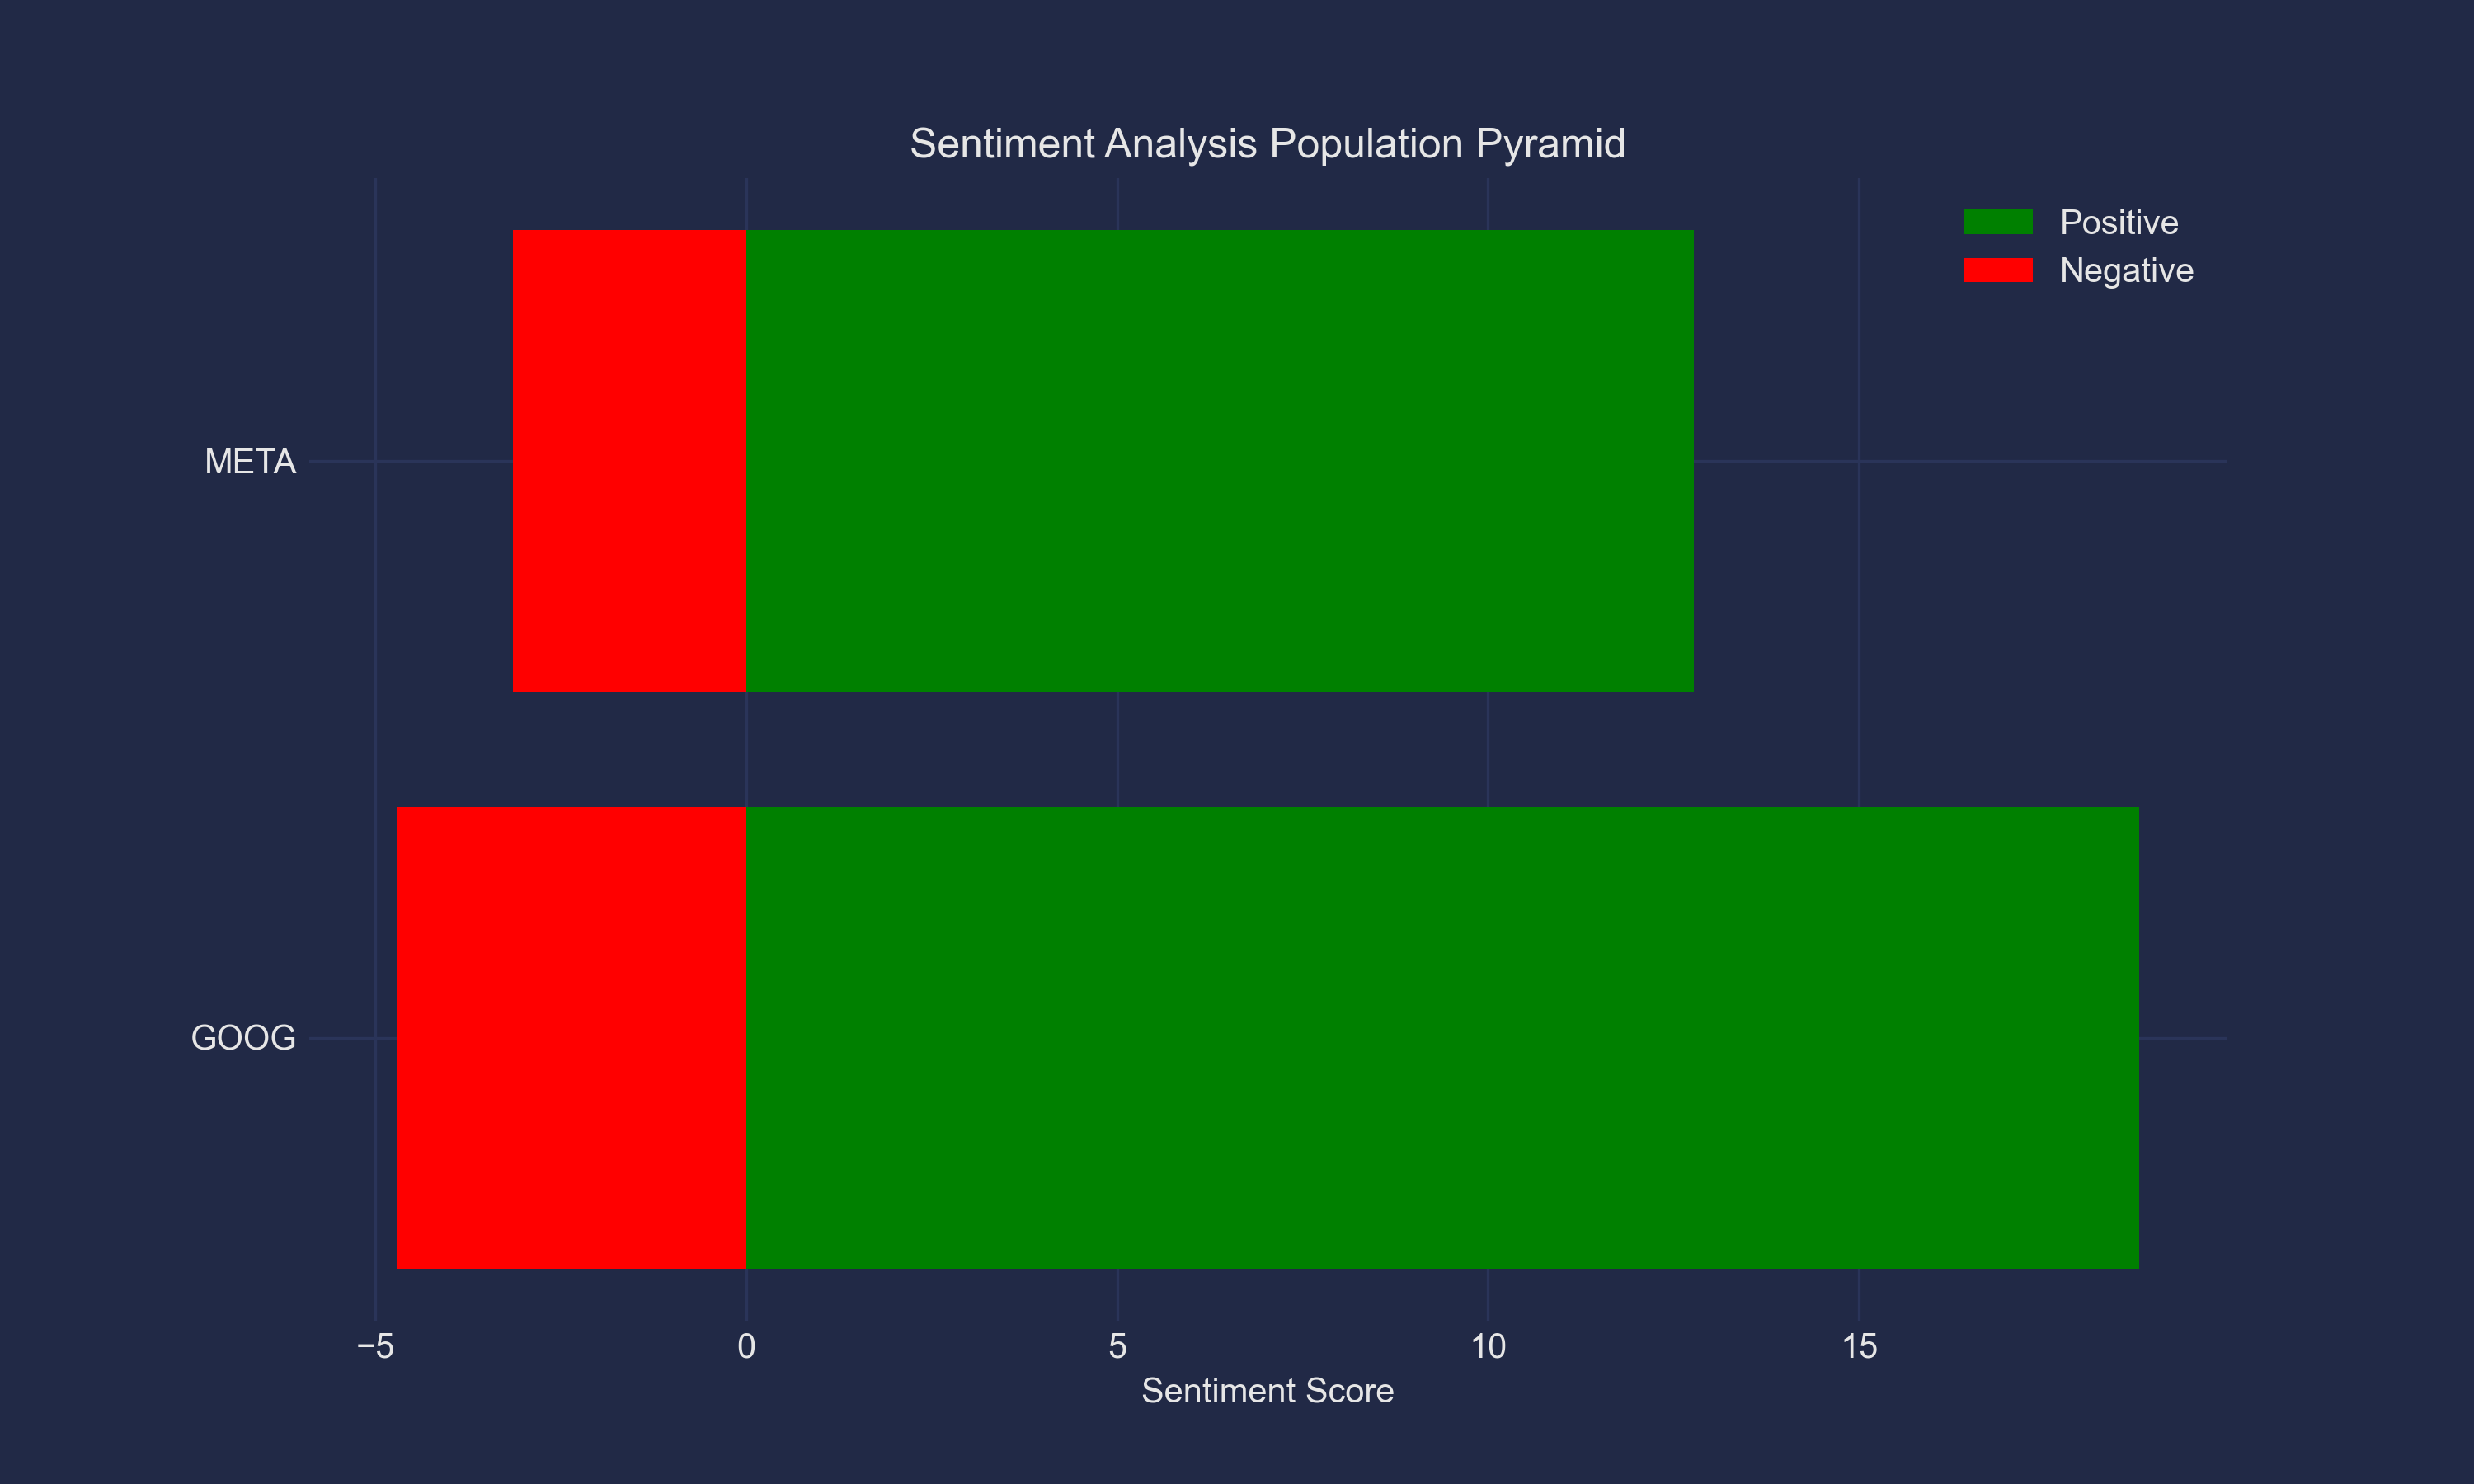 Sentiment Analysis Population Pyramid
Positive
Negative
META
GOOG
−5 0 5 10 15
Sentiment Score